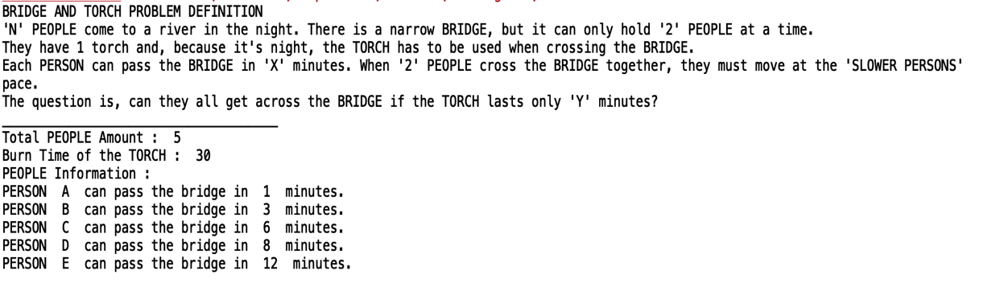 BRIDGE AND TORCH PROBLEM DEFINITION
'N' PEOPLE come to a river in the night. There is a narrow BRIDGE, but it can only hold '2' PEOPLE at a time.
They have 1 torch and, because it's night, the TORCH has to be used when crossing the BRIDGE.
Each PERSON can pass the BRIDGE in 'X' minutes. When '2' PEOPLE cross the BRIDGE together, they must move at the 'SLOWER PERSONS'
pace.
The question is, can they all get across the BRIDGE if the TORCH lasts only 'Y' minutes?
Total PEOPLE Amount :  5
Burn Time of the TORCH :  30
PEOPLE Information :
PERSON  A  can pass the bridge in  1  minutes.
PERSON  B  can pass the bridge in  3  minutes.
PERSON  C  can pass the bridge in  6  minutes.
PERSON  D  can pass the bridge in  8  minutes.
PERSON  E  can pass the bridge in  12  minutes.